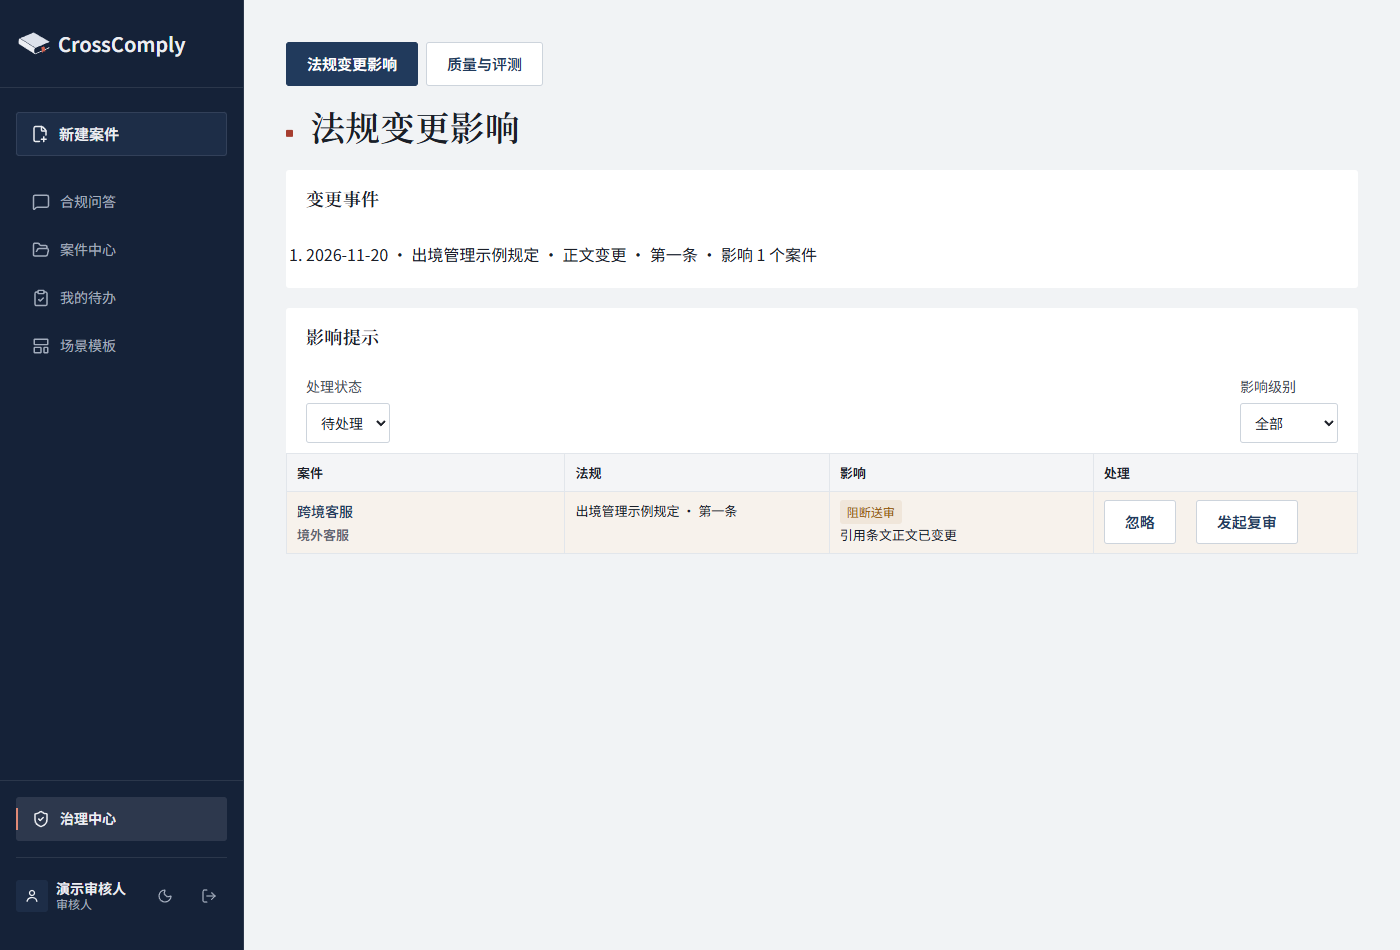 CrossComply
新建案件
合规问答
案件中心
我的待办
场景模板
治理中心
演示审核人
审核人
法规变更影响
质量与评测
法规变更影响
变更事件
1. 2026-11-20 · 出境管理示例规定 · 正文变更 · 第一条 · 影响 1 个案件
影响提示
处理状态
影响级别
待处理
全部
案件 法规 影响 处理
跨境客服 出境管理示例规定 · 第一条 阻断送审 忽略 发起复审
境外客服 引用条文正文已变更